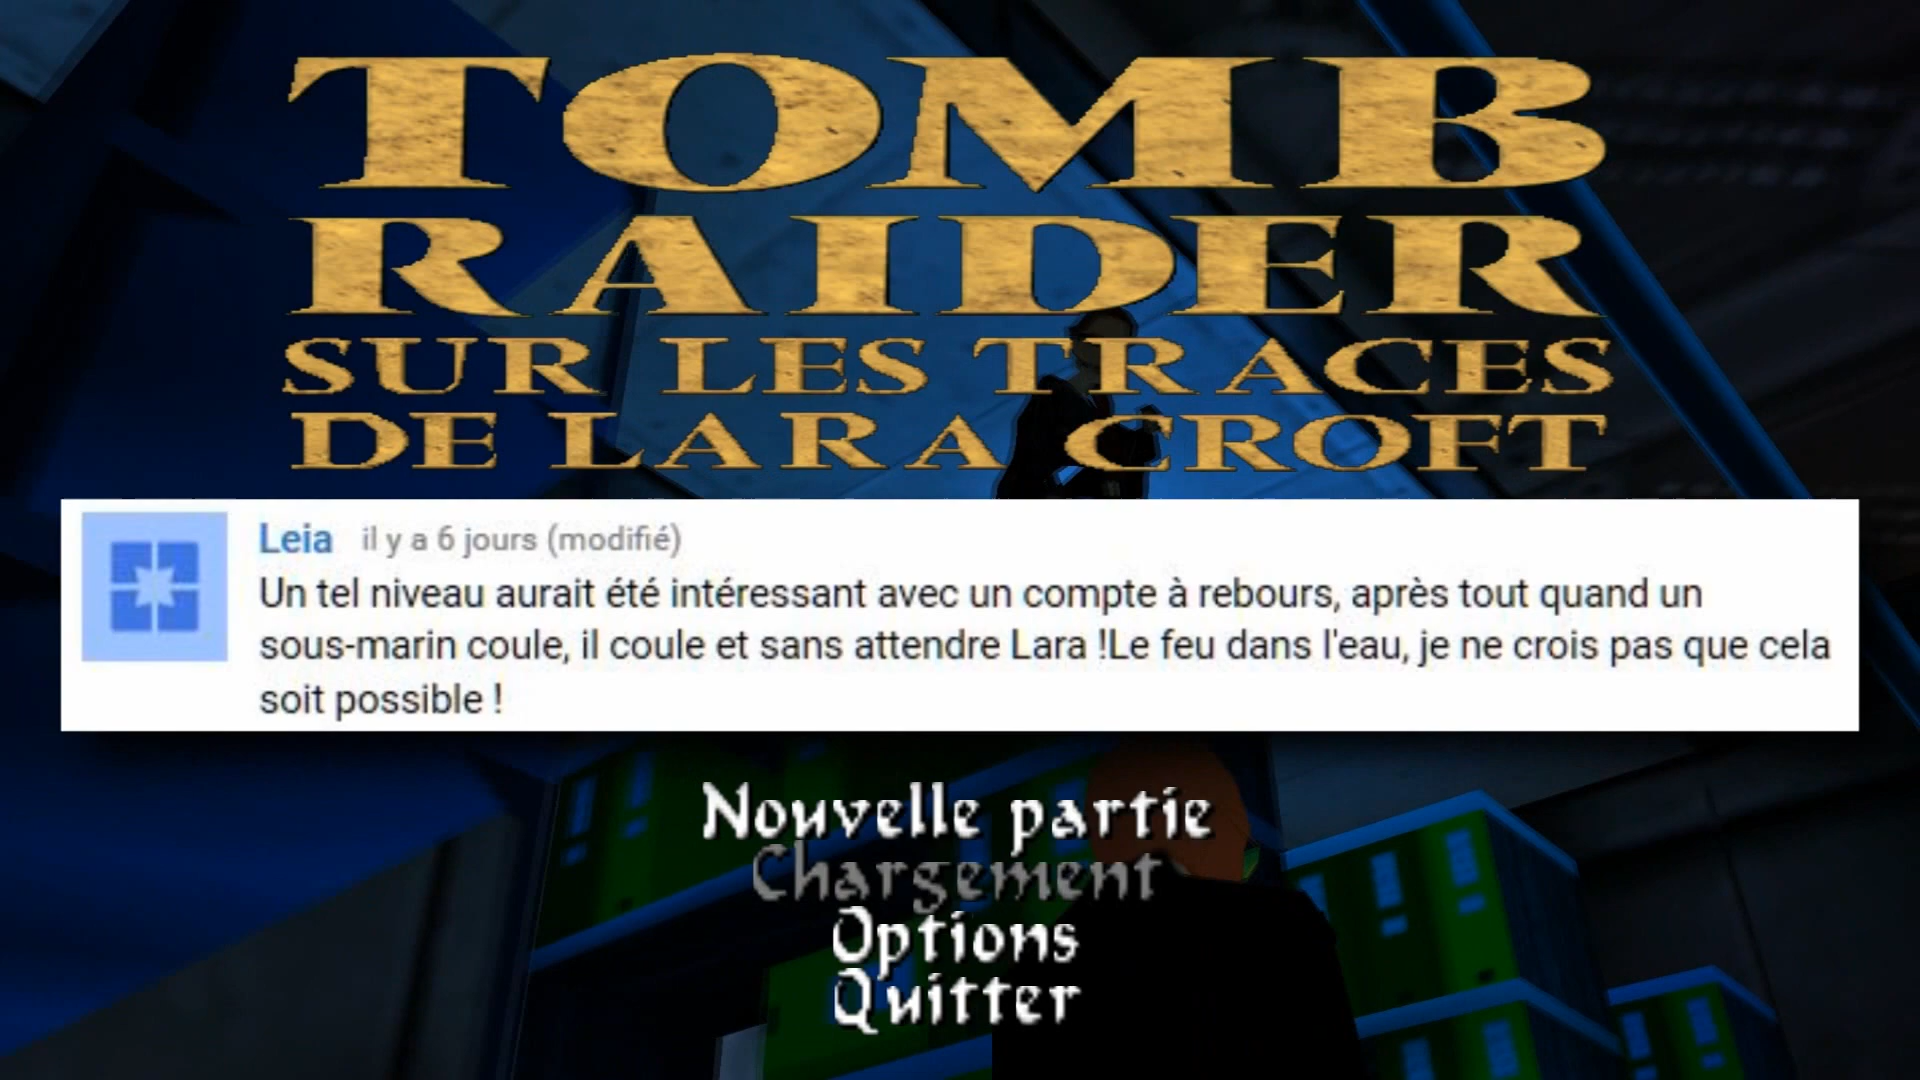 TOMB
RAIDER
SUR LES TRACES
DE LARA CROFT
Leia il y a 6 jours (modifié)
Un tel niveau aurait été intéressant avec un compte à rebours, après tout quand un
sous-marin coule, il coule et sans attendre Lara !Le feu dans l'eau, je ne crois pas que cela
soit possible !
Nouvelle partie
Chargement
Options
Quitter